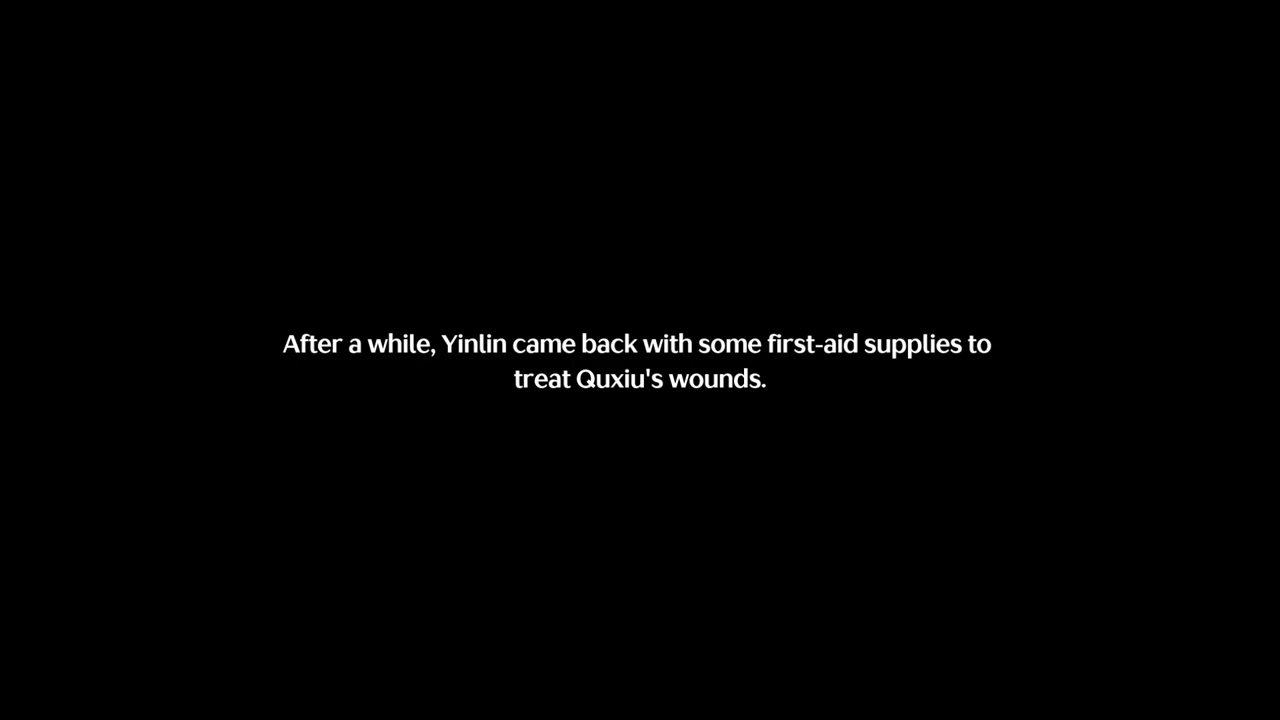 After a while, Yinlin came back with some first-aid supplies to
treat Quxiu's wounds.